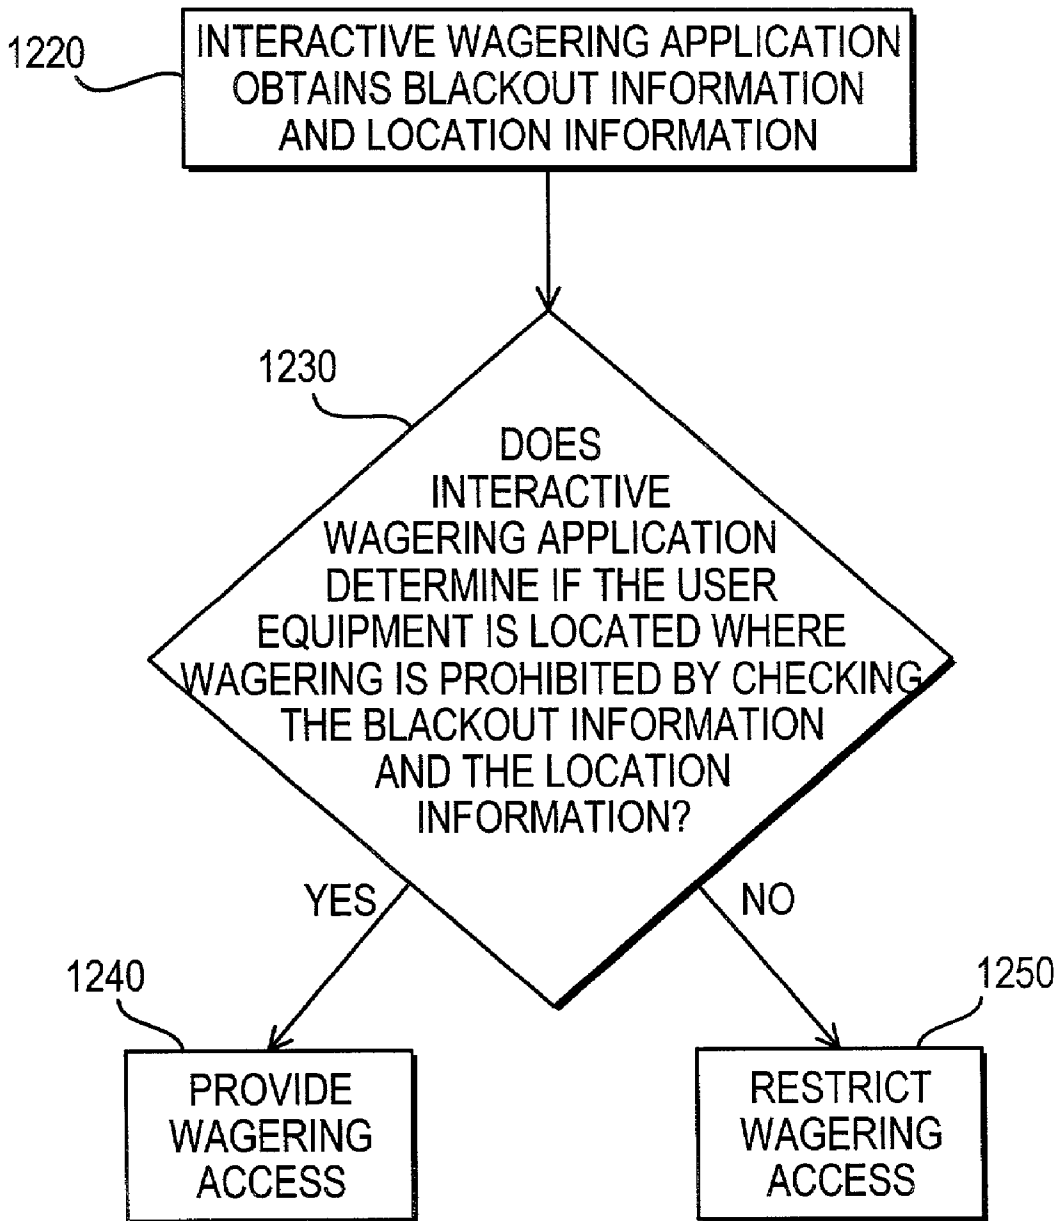 1220
INTERACTIVE WAGERING APPLICATION
OBTAINS BLACKOUT INFORMATION
AND LOCATION INFORMATION
1230
DOES
INTERACTIVE
WAGERING APPLICATION
DETERMINE IF THE USER
EQUIPMENT IS LOCATED WHERE
WAGERING IS PROHIBITED BY CHECKING
THE BLACKOUT INFORMATION
AND THE LOCATION
INFORMATION?
YES
NO
1240
1250
PROVIDE
WAGERING
ACCESS
RESTRICT
WAGERING
ACCESS